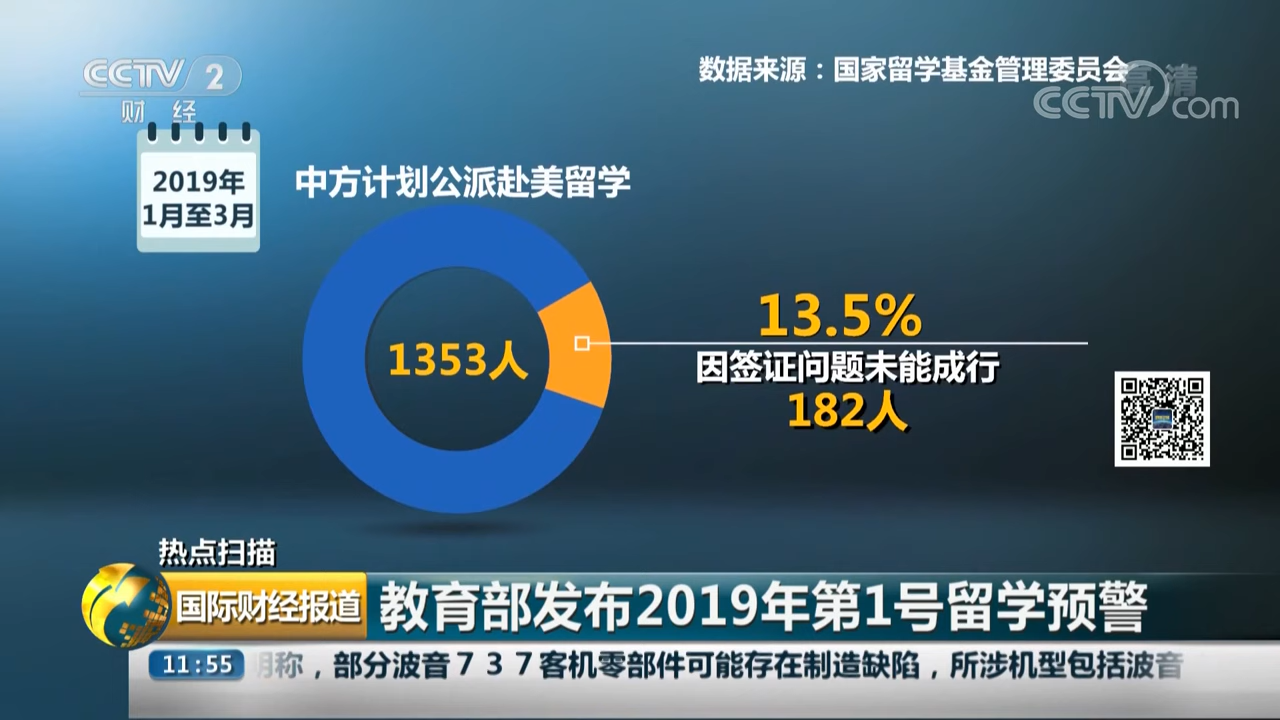 CCTV 2
财 经
数据来源：国家留学基金管理委员会
高清
CCTV com
2019年
1月至3月
中方计划公派赴美留学
1353人
13.5%
因签证问题未能成行
182人
热点扫描
国际财经报道
教育部发布2019年第1号留学预警
11:55
称，部分波音７３７客机零部件可能存在制造缺陷，所涉机型包括波音